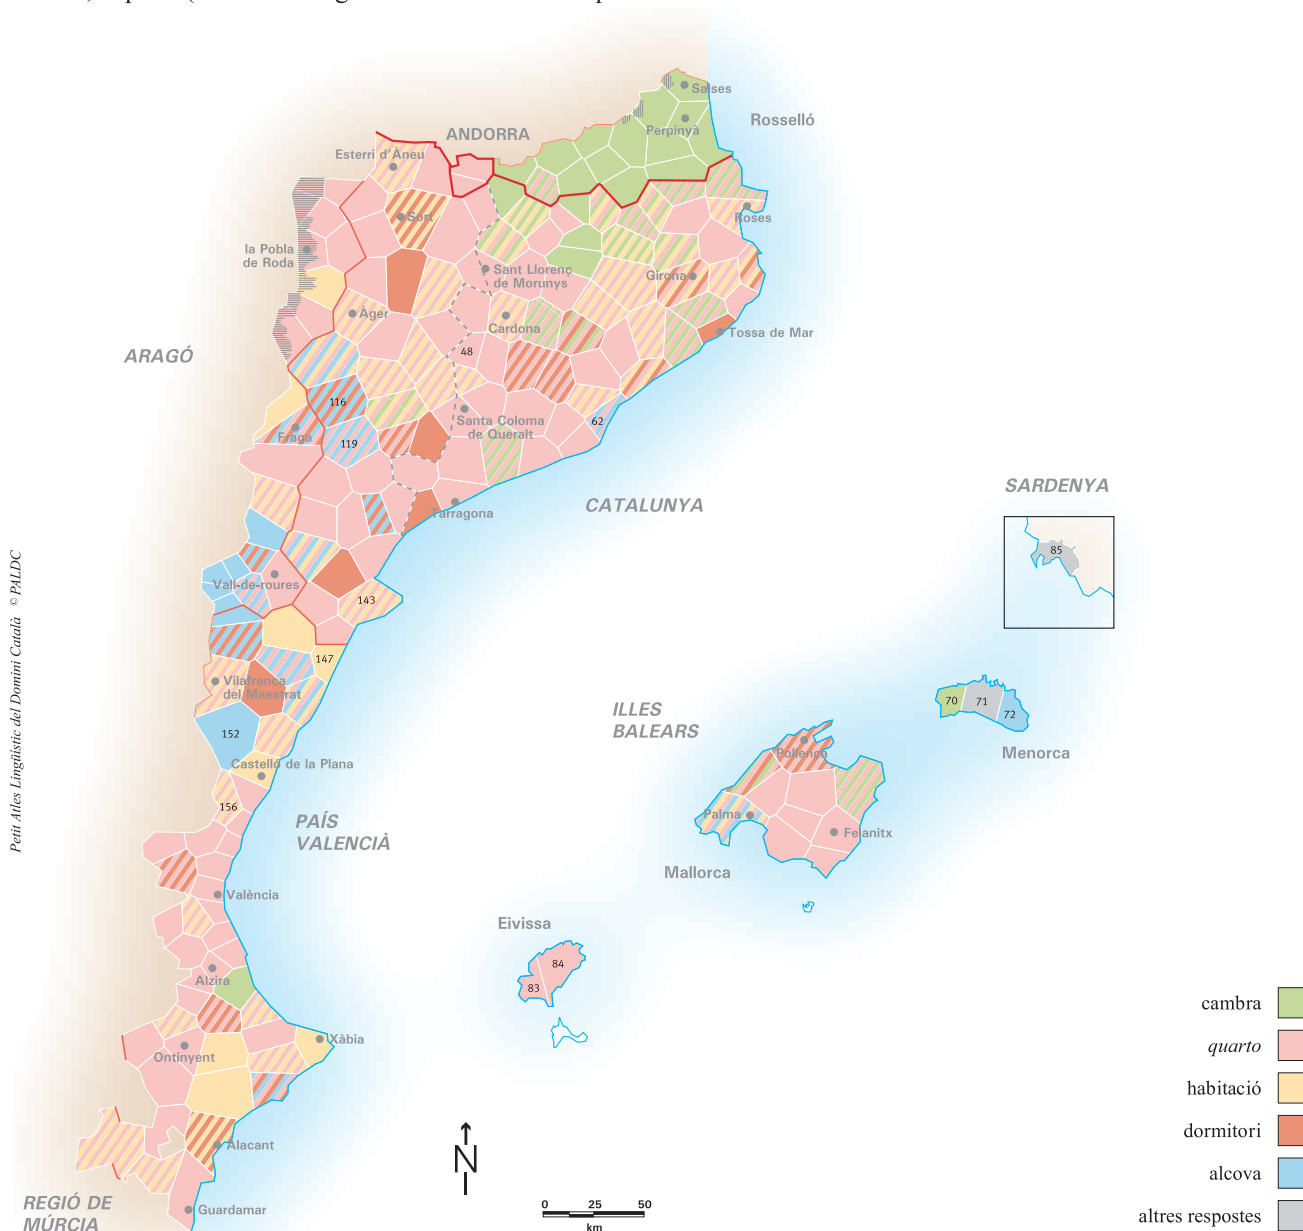 Salses
Rosselló
Perpinyà
ANDORRA
Esterri d'Àneu
Sort
Roses
la Pobla
de Roda
Sant Llorenç
de Morunys
Girona
Àger
Cardona
Tossa de Mar
ARAGÓ
48
116
Santa Coloma
de Queralt
62
Fraga
119
SARDENYA
CATALUNYA
Tarragona
85
Vall-de-roures
143
147
Vilafranca
del Maestrat
70
71
72
ILLES
BALEARS
152
Menorca
Pollença
Castelló de la Plana
156
Palma
PAÍS
VALENCIÀ
Felanitx
Mallorca
València
Eivissa
84
83
Alzira
Xàbia
Ontinyent
Alacant
N
REGIÓ DE
MÚRCIA
Guardamar
0 25 50
km
cambra
quarto
habitació
dormitori
alcova
altres respostes
Petit Atles Lingüístic del Domini Català © PALDC